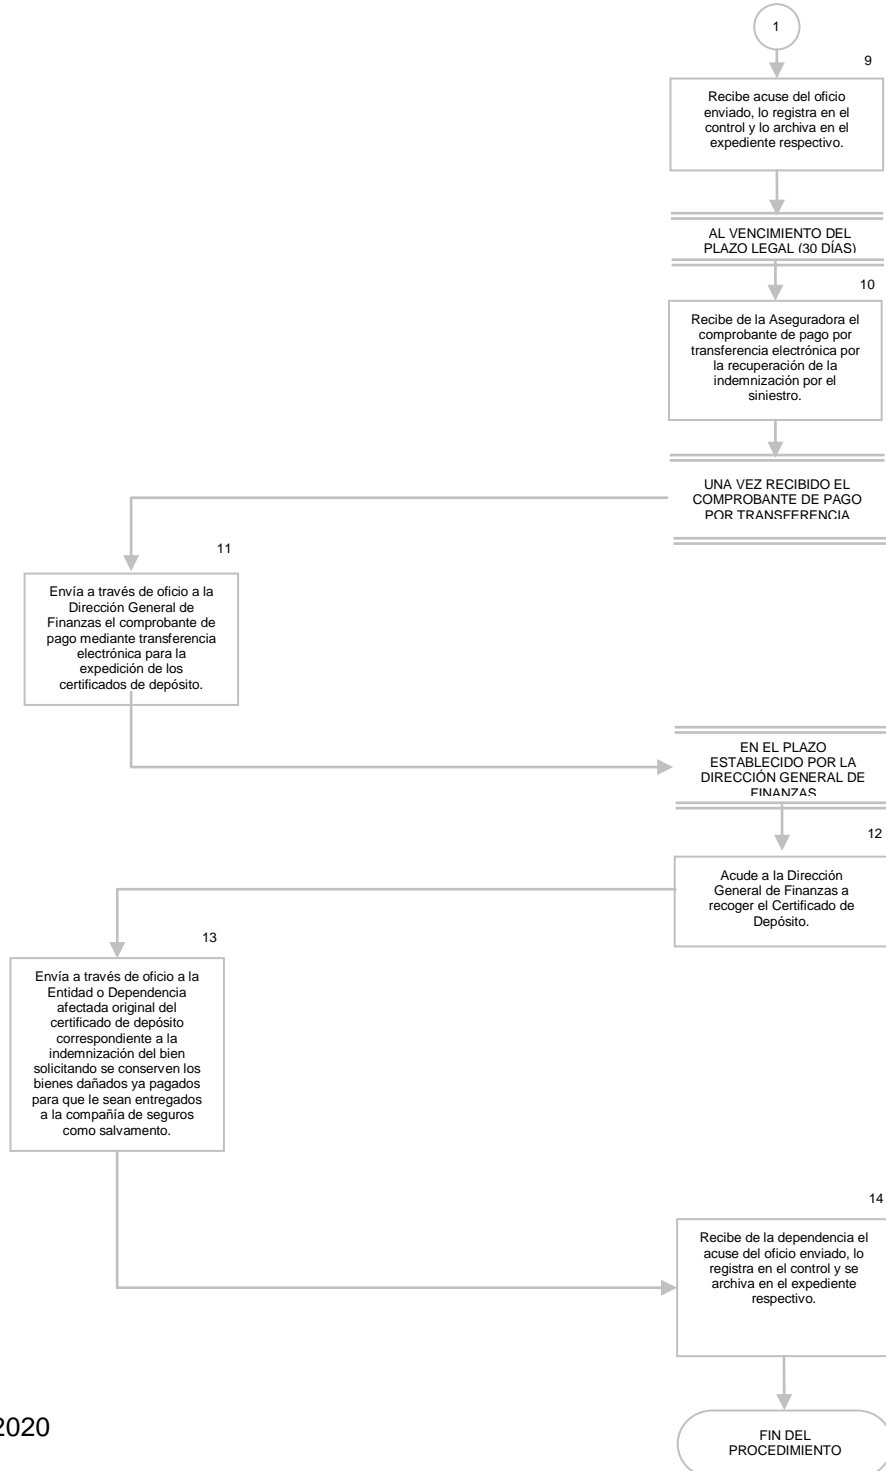 1
9
Recibe acuse del oficio
enviado, lo registra en el
control y lo archiva en el
expediente respectivo.
AL VENCIMIENTO DEL
PLAZO LEGAL (30 DÍAS)
10
Recibe de la Aseguradora el
comprobante de pago por
transferencia electrónica por
la recuperación de la
indemnización por el
siniestro.
UNA VEZ RECIBIDO EL
COMPROBANTE DE PAGO
POR TRANSFERENCIA
11
Envía a través de oficio a la
Dirección General de
Finanzas el comprobante de
pago mediante transferencia
electrónica para la
expedición de los
certificados de depósito.
EN EL PLAZO
ESTABLECIDO POR LA
DIRECCIÓN GENERAL DE
FINANZAS
12
Acude a la Dirección
General de Finanzas a
recoger el Certificado de
Depósito.
13
Envía a través de oficio a la
Entidad o Dependencia
afectada original del
certificado de depósito
correspondiente a la
indemnización del bien
solicitando se conserven los
bienes dañados ya pagados
para que le sean entregados
a la compañía de seguros
como salvamento.
14
Recibe de la dependencia el
acuse del oficio enviado, lo
registra en el control y se
archiva en el expediente
respectivo.
2020
FIN DEL
PROCEDIMIENTO